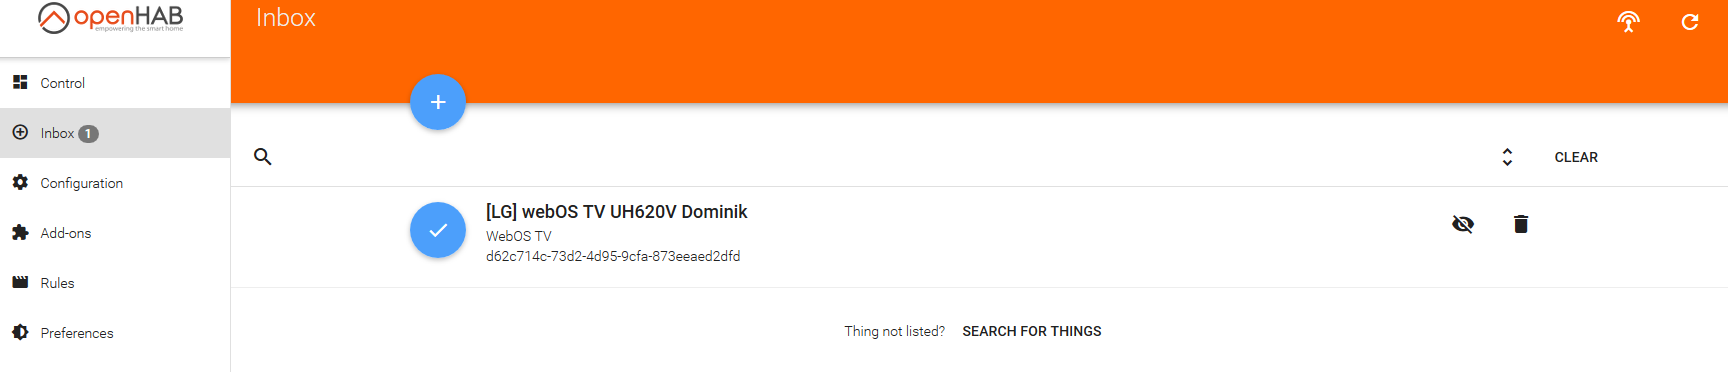 openHAB
empowering the smart home
Inbox
Control
Inbox 1
Configuration
Add-ons
Rules
Preferences
CLEAR
[LG] webOS TV UH620V Dominik
WebOS TV
d62c714c-73d2-4d95-9cfa-873eeaed2dfd
Thing not listed? SEARCH FOR THINGS